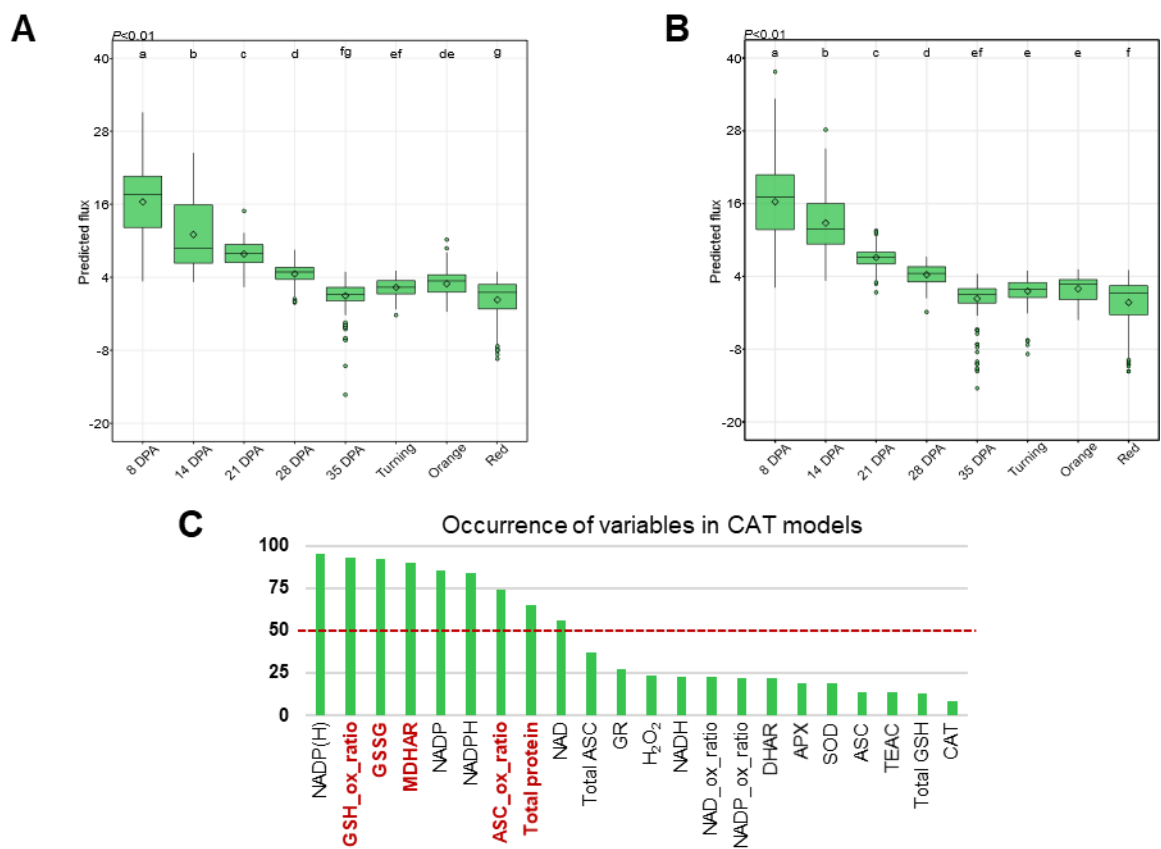 A
P<0.01
a b c d fg ef de g
40
28
16
4
-8
-20
Predicted flux
8 DPA
14 DPA
21 DPA
28 DPA
35 DPA
Turning
Orange
Red
B
P<0.01
a b c d ef e e f
40
28
16
4
-8
-20
Predicted flux
8 DPA
14 DPA
21 DPA
28 DPA
35 DPA
Turning
Orange
Red
C
Occurrence of variables in CAT models
100
75
50
25
0
NADP(H)
GSH_ox_ratio
GSSG
MDHAR
NADP
NADPH
ASC_ox_ratio
Total protein
NAD
Total ASC
GR
H₂O₂
NADH
NAD_ox_ratio
NADP_ox_ratio
DHAR
APX
SOD
ASC
TEAC
Total GSH
CAT